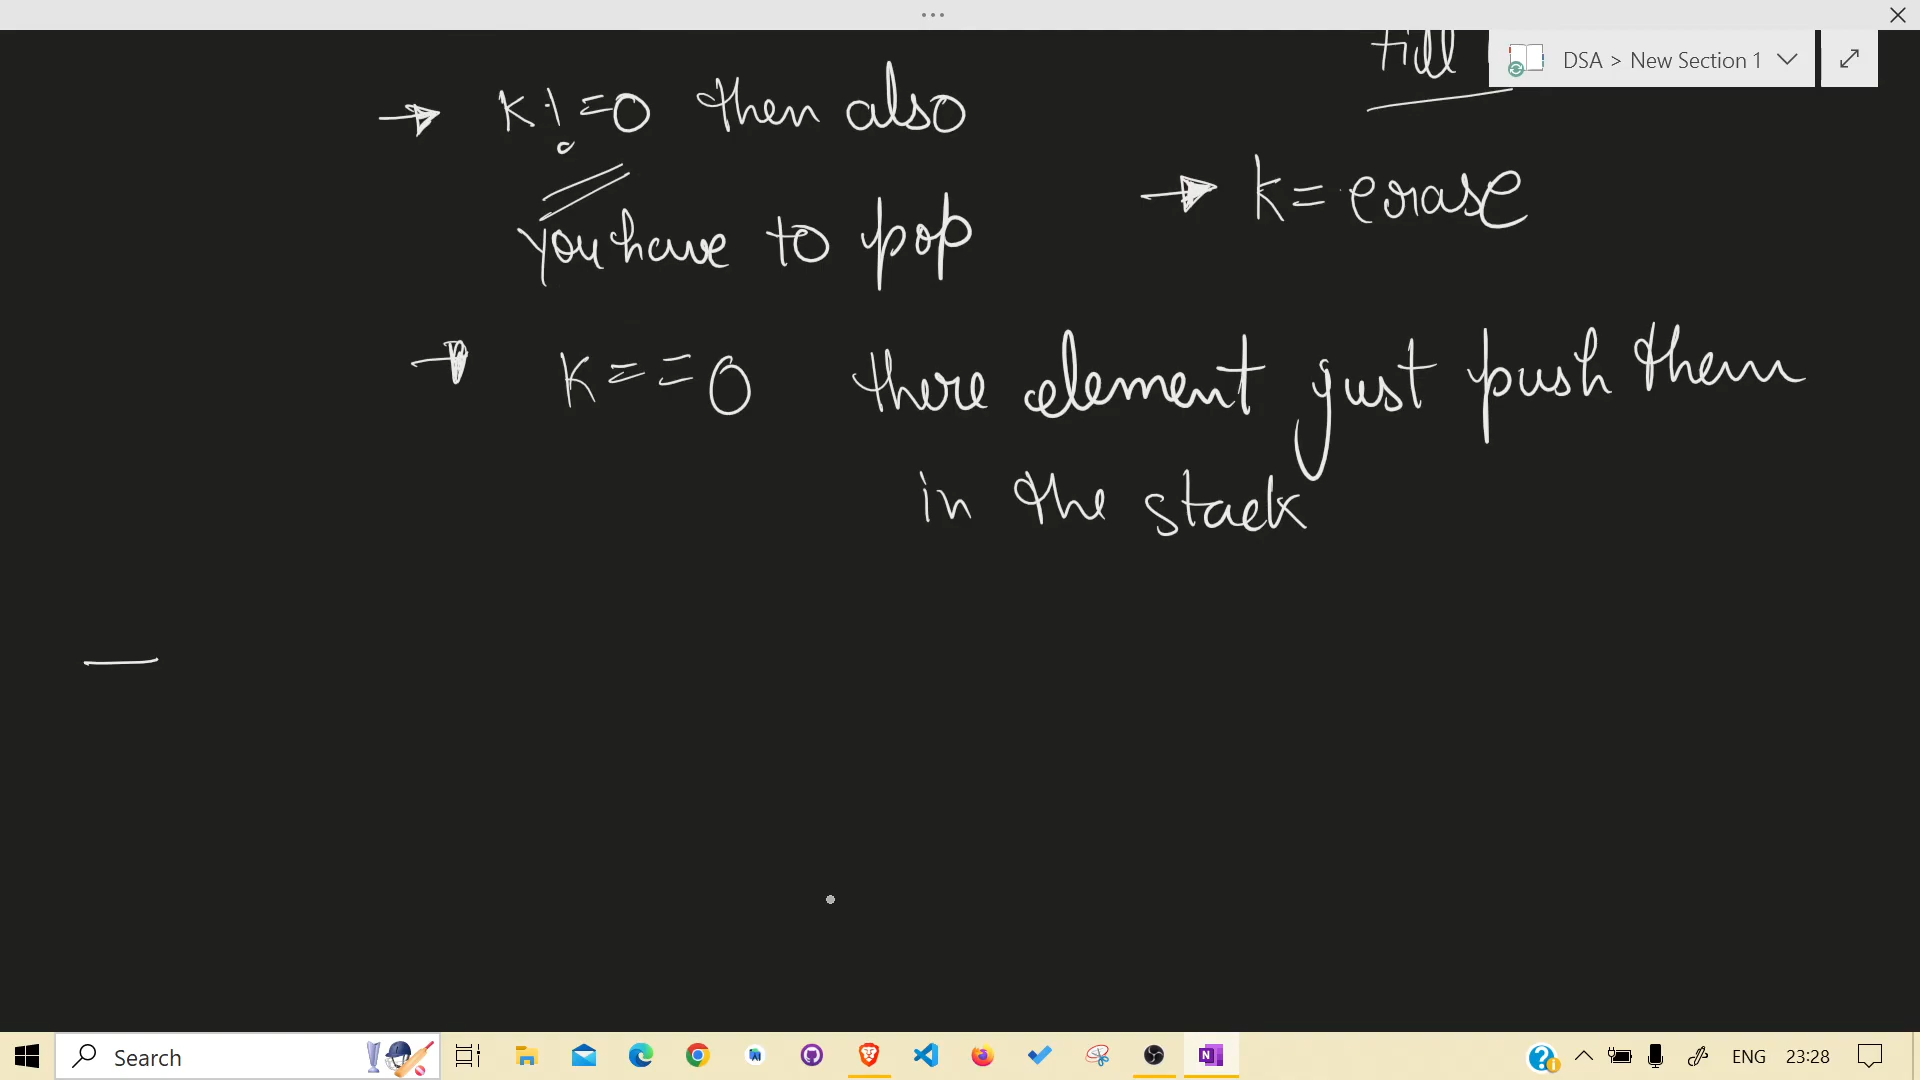 till
DSA > New Section 1
k!=0 then also
k= erase
you have to pop
k==0 there element just push them
in the stack
Search
ENG
23:28